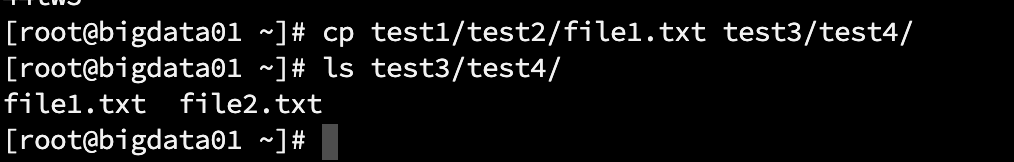 [root@bigdata01 ~]# cp test1/test2/file1.txt test3/test4/
[root@bigdata01 ~]# ls test3/test4/
file1.txt  file2.txt
[root@bigdata01 ~]#